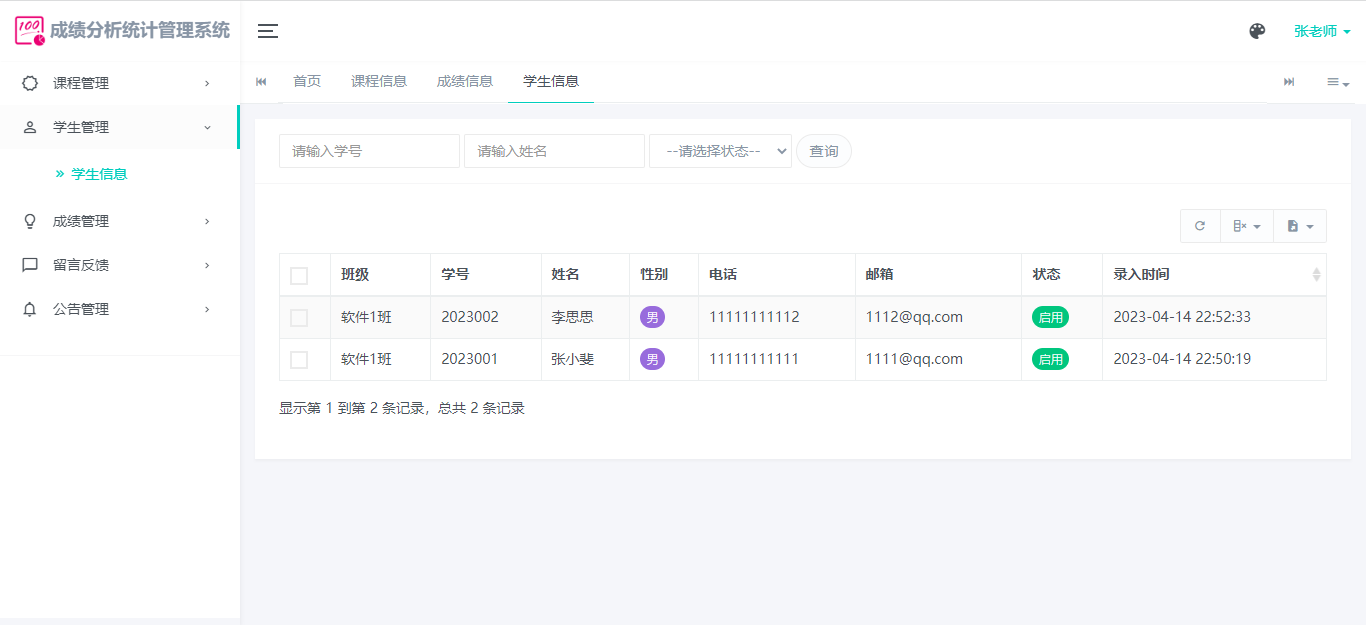 100 成绩分析统计管理系统
张老师
课程管理
学生管理
» 学生信息
成绩管理
留言反馈
公告管理
首页 课程信息 成绩信息 学生信息
请输入学号 请输入姓名 --请选择状态-- 查询
班级 学号 姓名 性别 电话 邮箱 状态 录入时间
软件1班 2023002 李思思 男 11111111112 1112@qq.com 启用 2023-04-14 22:52:33
软件1班 2023001 张小斐 男 11111111111 1111@qq.com 启用 2023-04-14 22:50:19
显示第 1 到第 2 条记录，总共 2 条记录